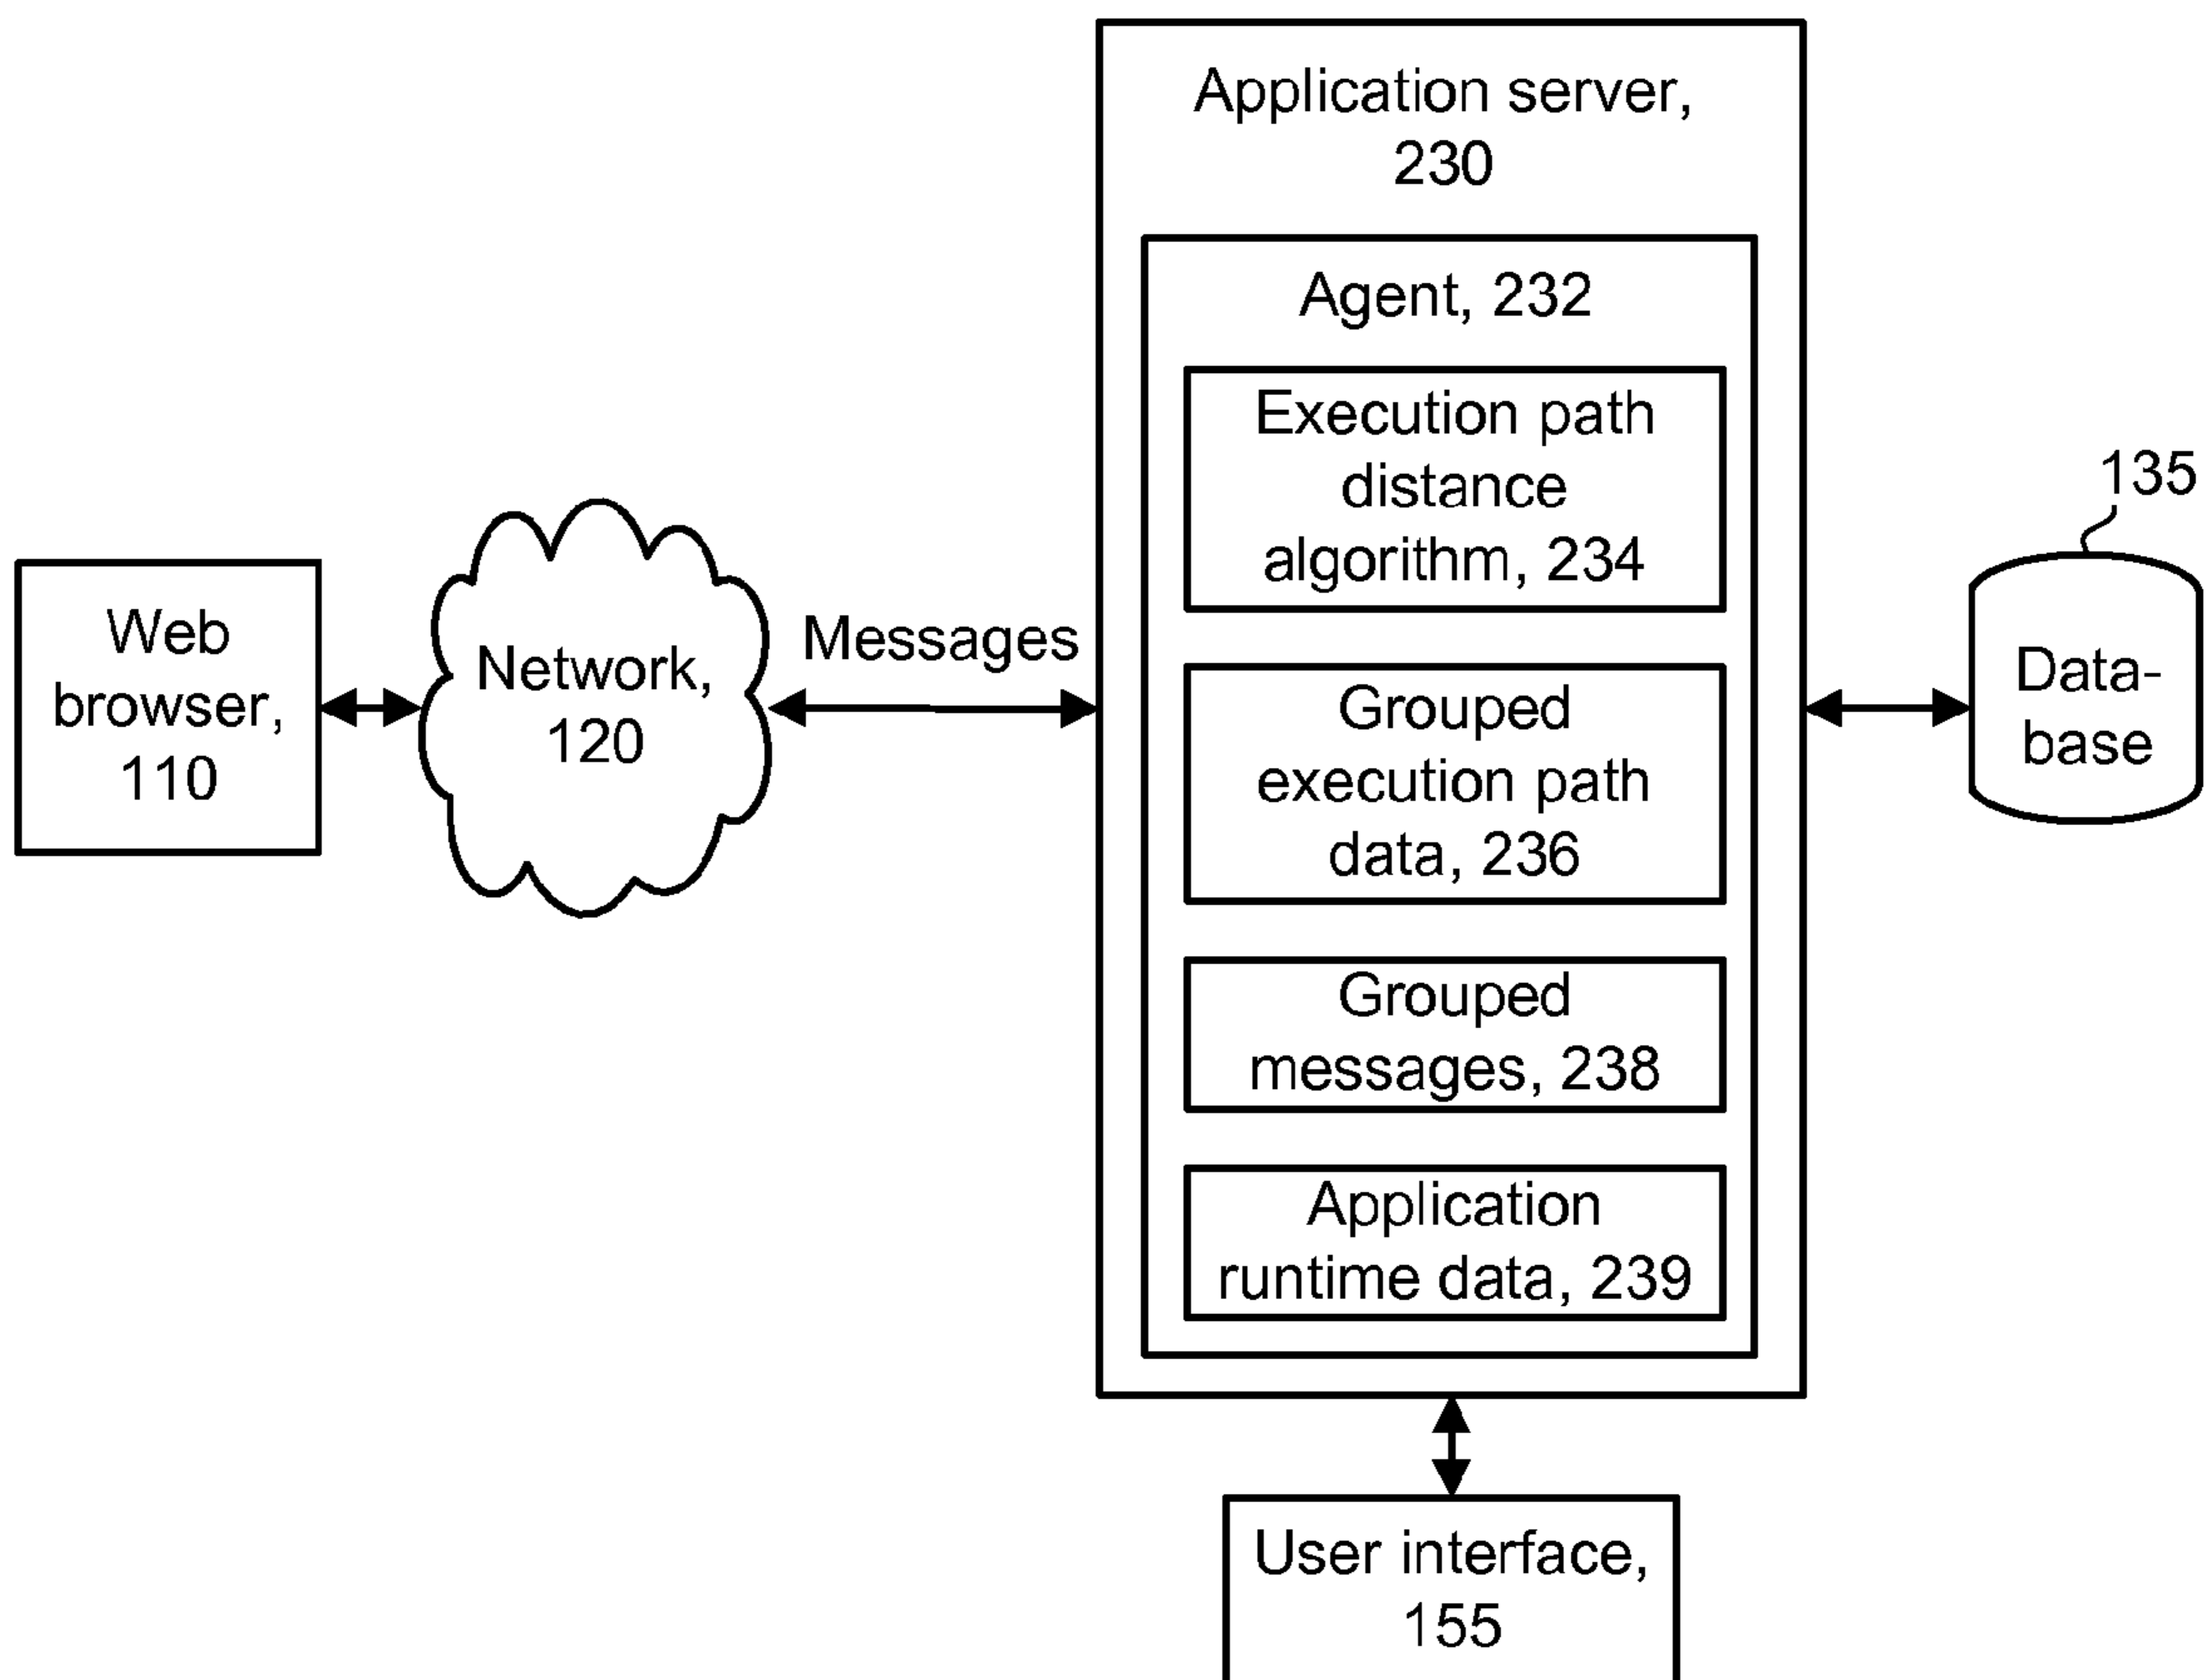 Application server,
230
Agent, 232
Execution path
distance
algorithm, 234
Grouped
execution path
data, 236
Grouped
messages, 238
Application
runtime data, 239
Web
browser,
110
Network,
120
Messages
135
Data-
base
User interface,
155